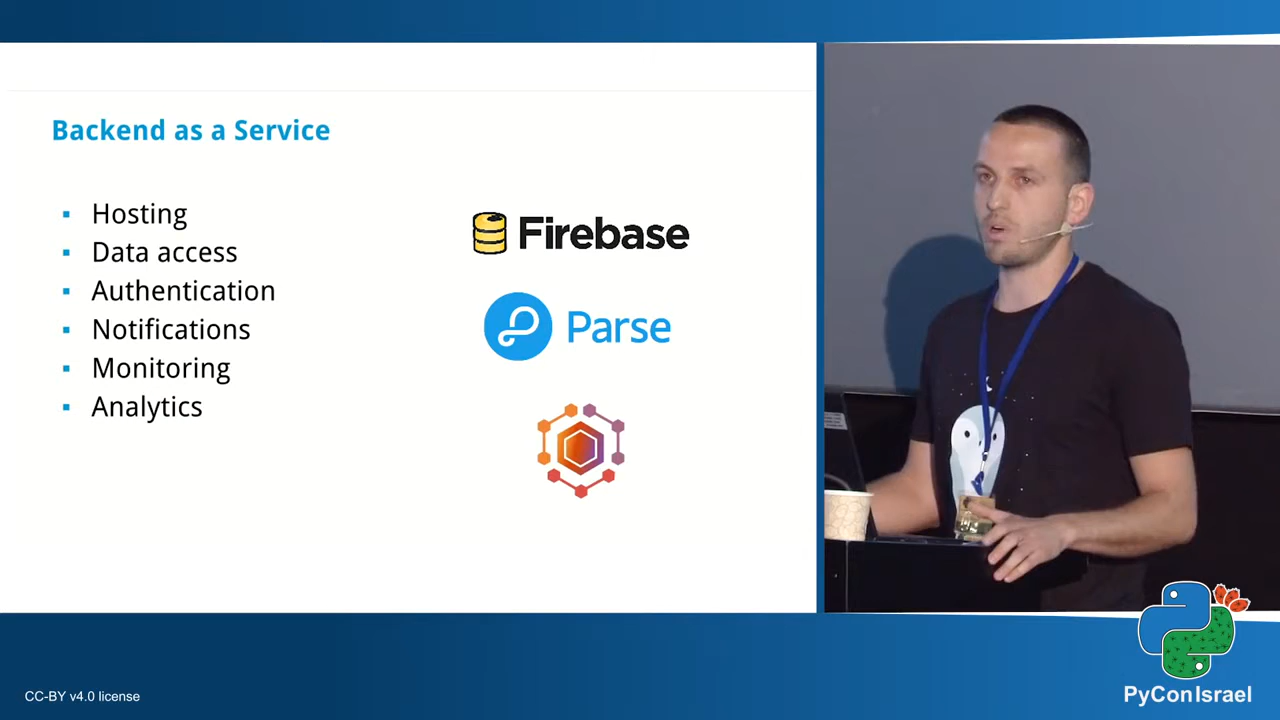 Backend as a Service
Hosting
Data access
Authentication
Notifications
Monitoring
Analytics
Firebase
Parse
CC-BY v4.0 license
PyConIsrael